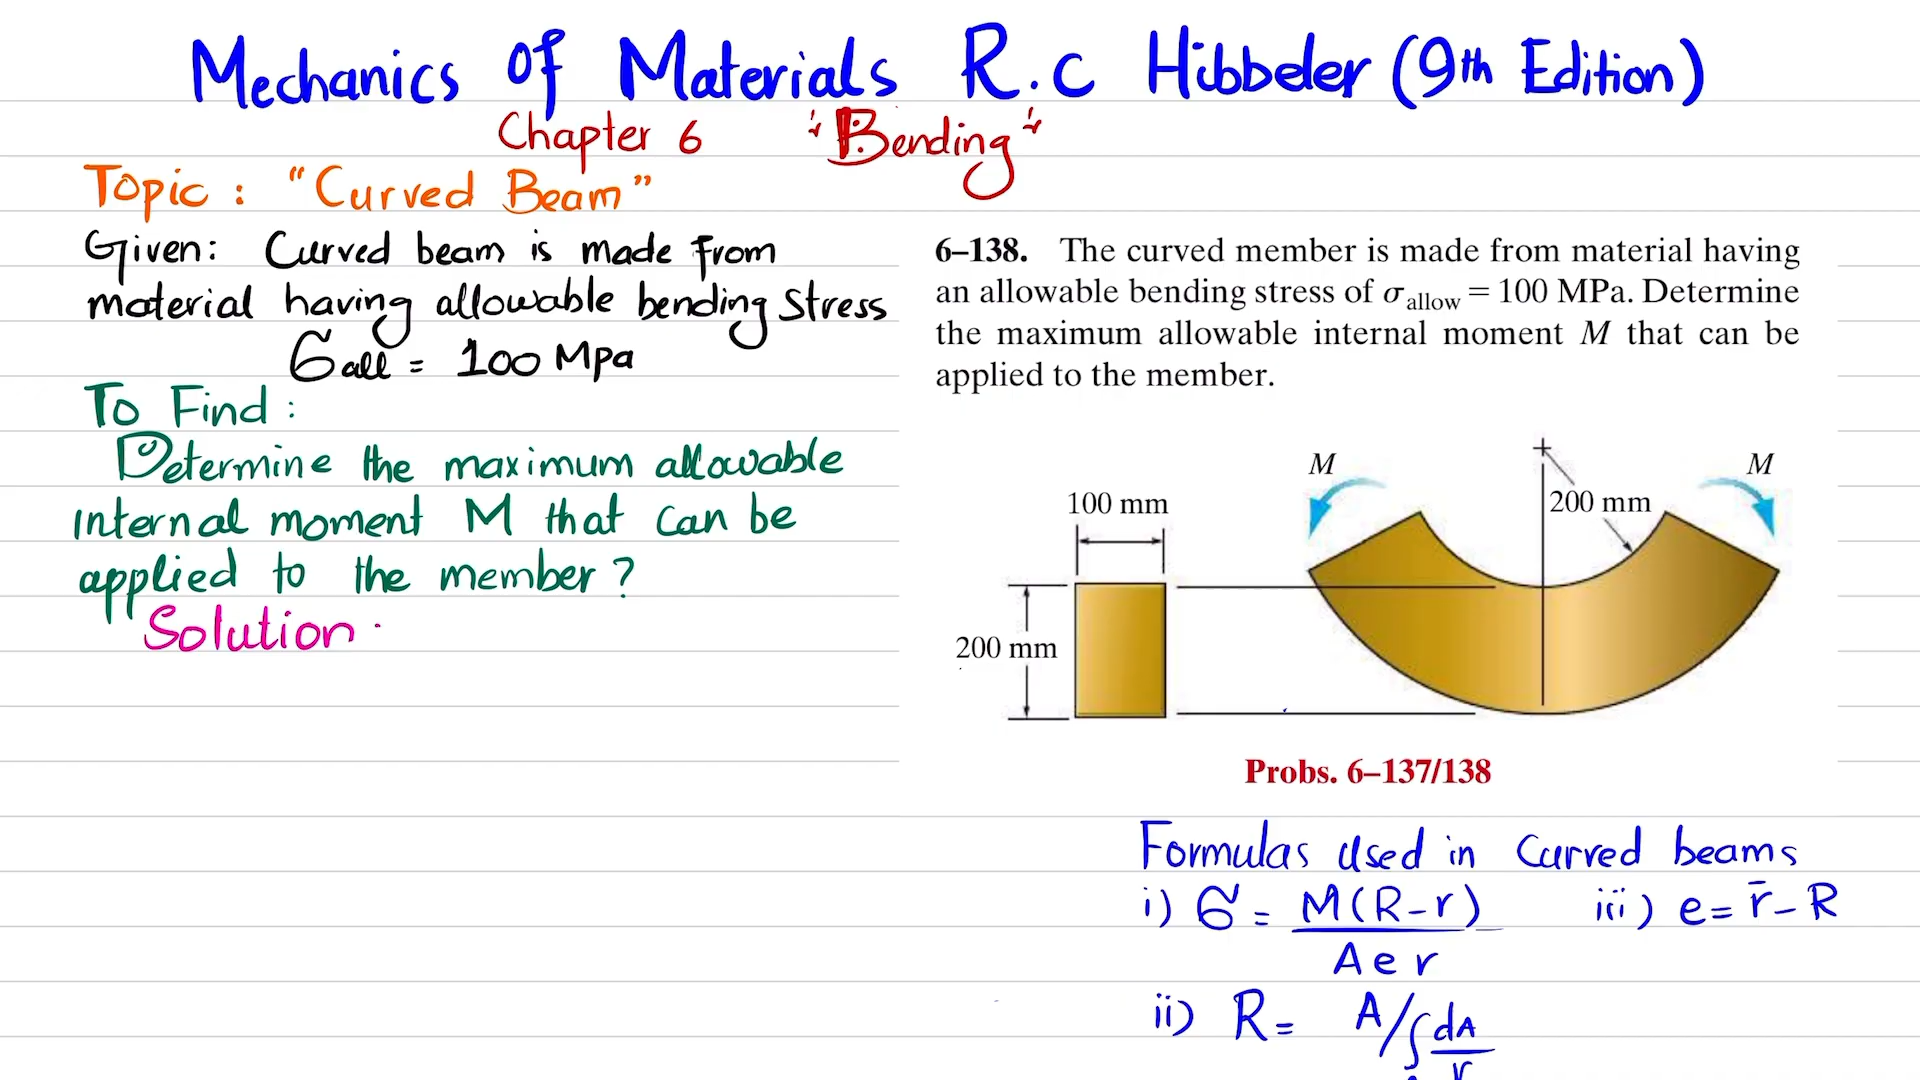 Mechanics of Materials R.C Hibbeler (9th Edition)
Chapter 6 "Bending"
Topic : "Curved Beam"
Given: Curved beam is made from
material having allowable bending stress
σall = 100 Mpa
To Find :
Determine the maximum allowable
internal moment M that can be
applied to the member ?
Solution.
6–138. The curved member is made from material having
an allowable bending stress of σallow = 100 MPa. Determine
the maximum allowable internal moment M that can be
applied to the member.
M
M
200 mm
100 mm
200 mm
Probs. 6–137/138
Formulas used in Curved beams
i) σ = M(R-r) / Aer
iii) e = r̄ - R
ii) R = A/∫dA/r